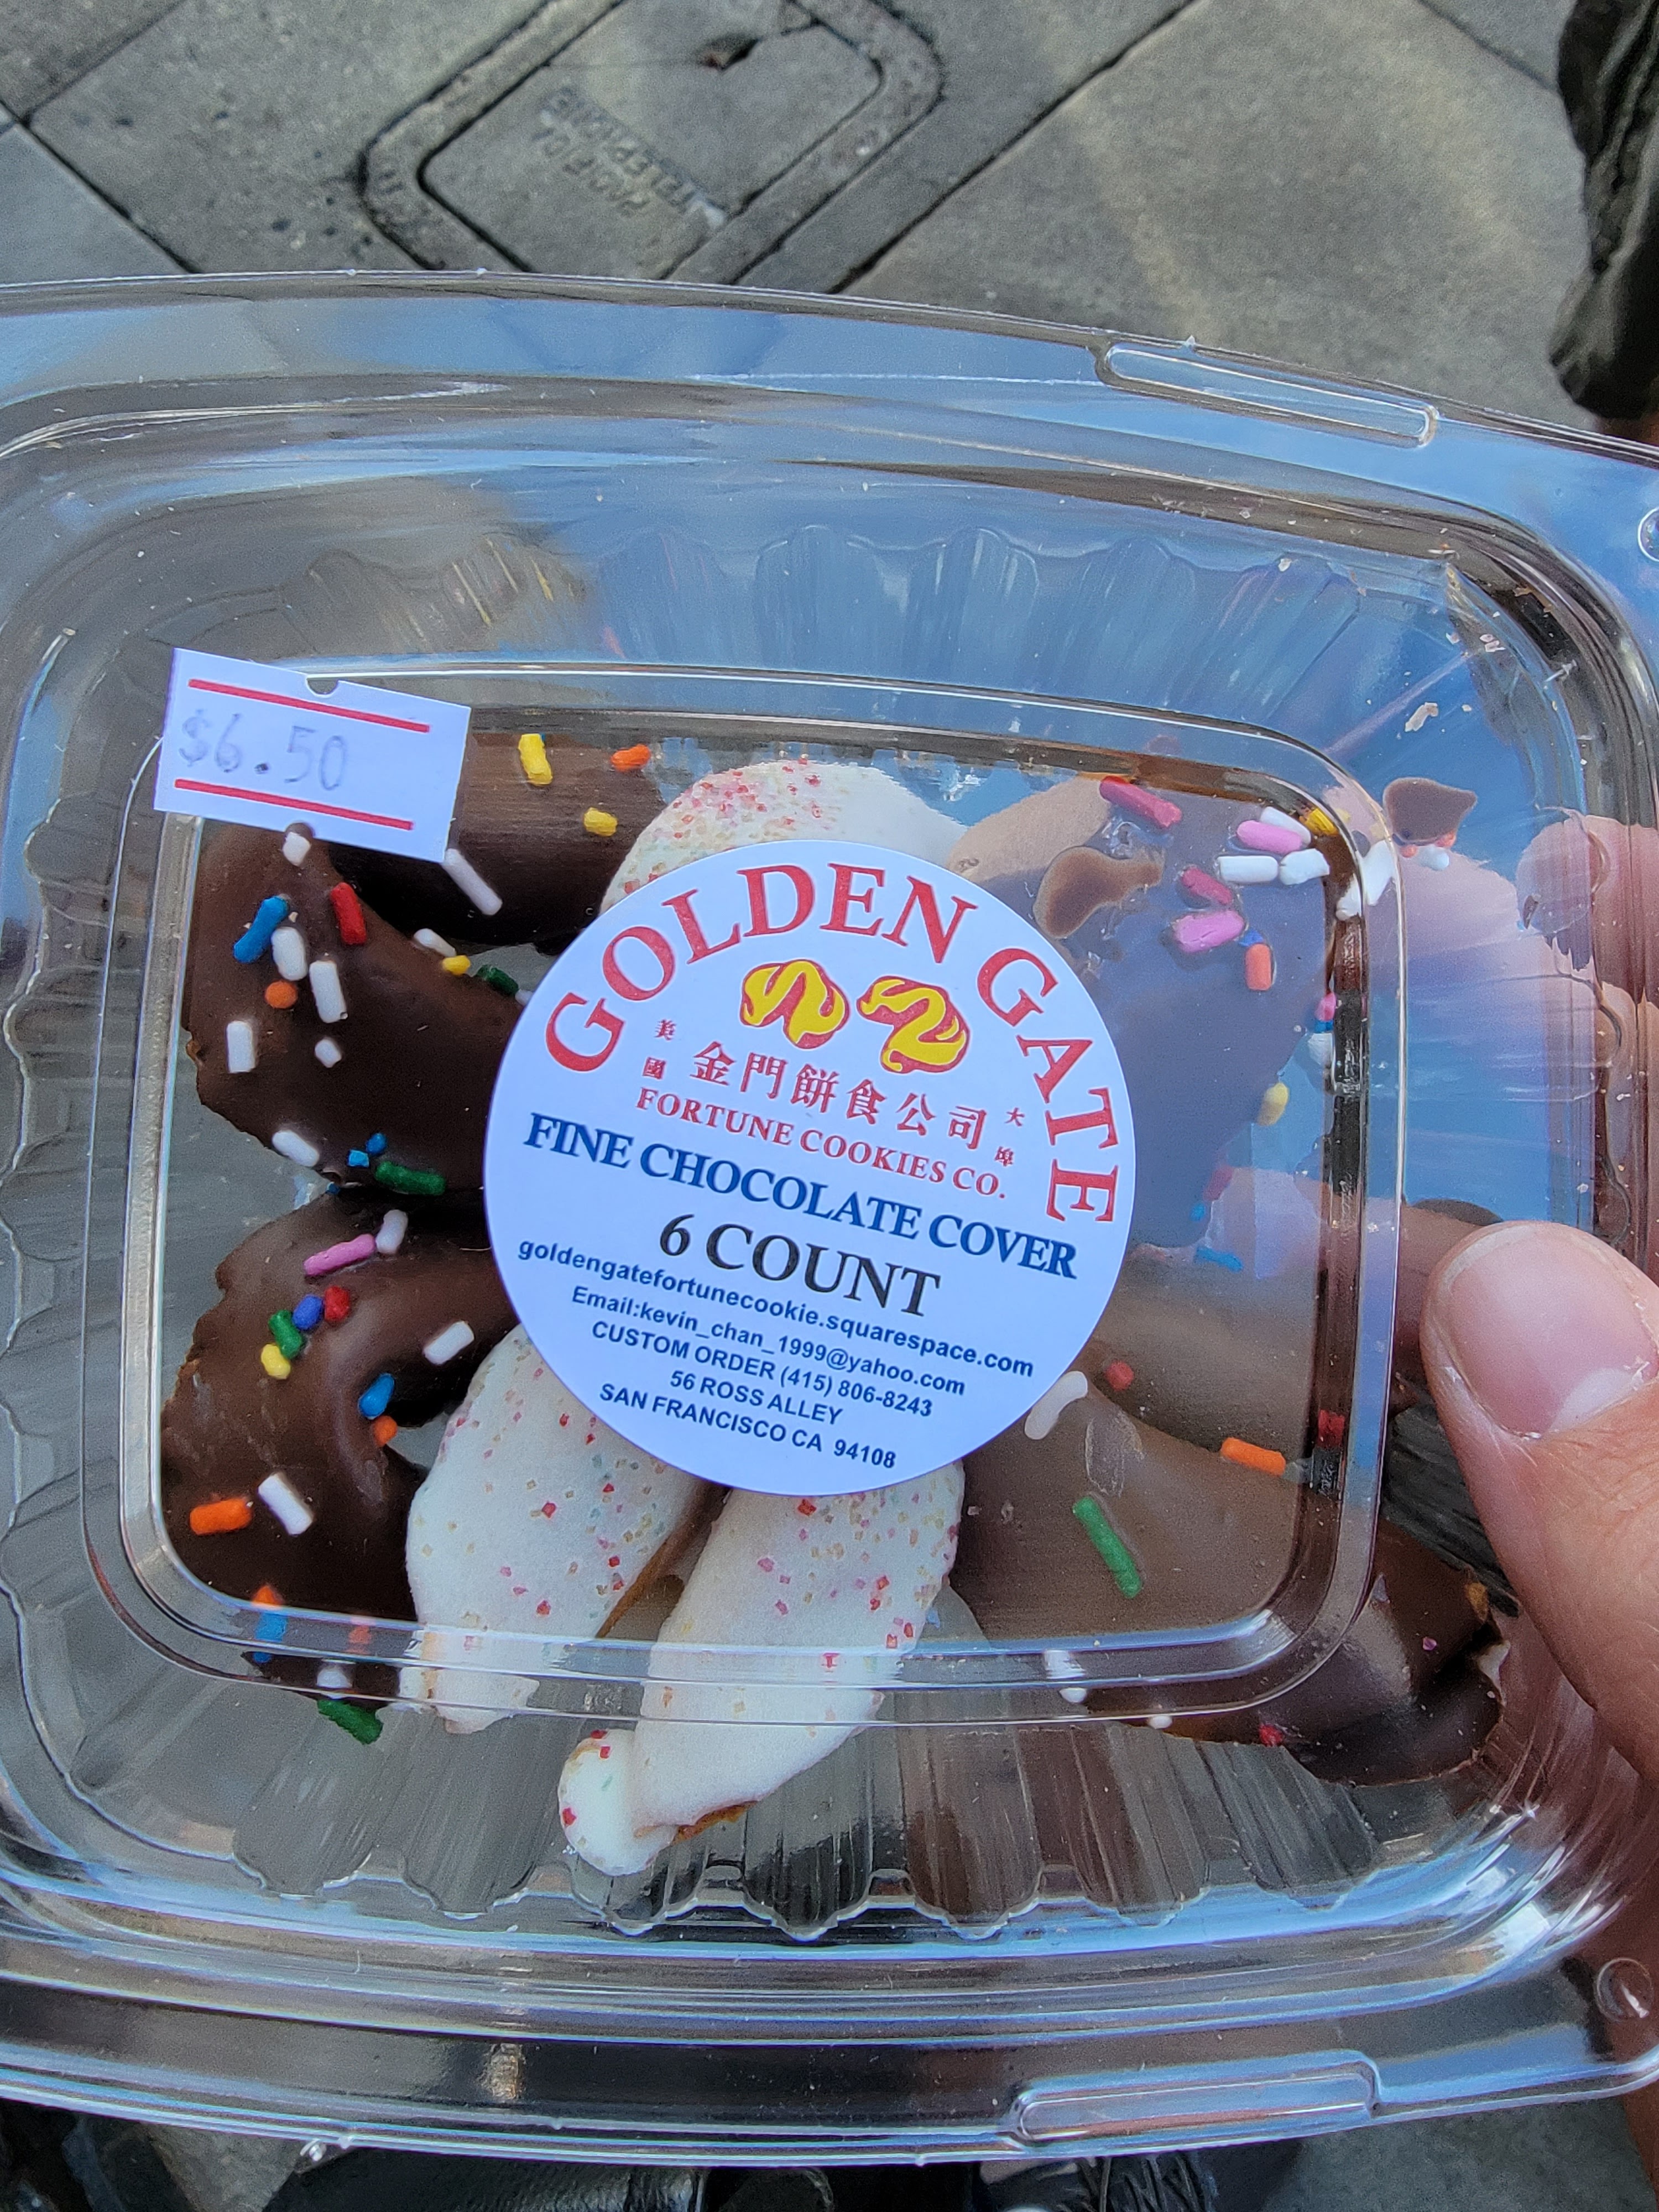 PACIFICA
TELEPHONE
$6.50
GOLDEN GATE
美國
金門餅食公司
大埠
FORTUNE COOKIES CO.
FINE CHOCOLATE COVER
6 COUNT
goldengatefortunecookie.squarespace.com
Email:kevin_chan_1999@yahoo.com
CUSTOM ORDER (415) 806-8243
56 ROSS ALLEY
SAN FRANCISCO CA 94108